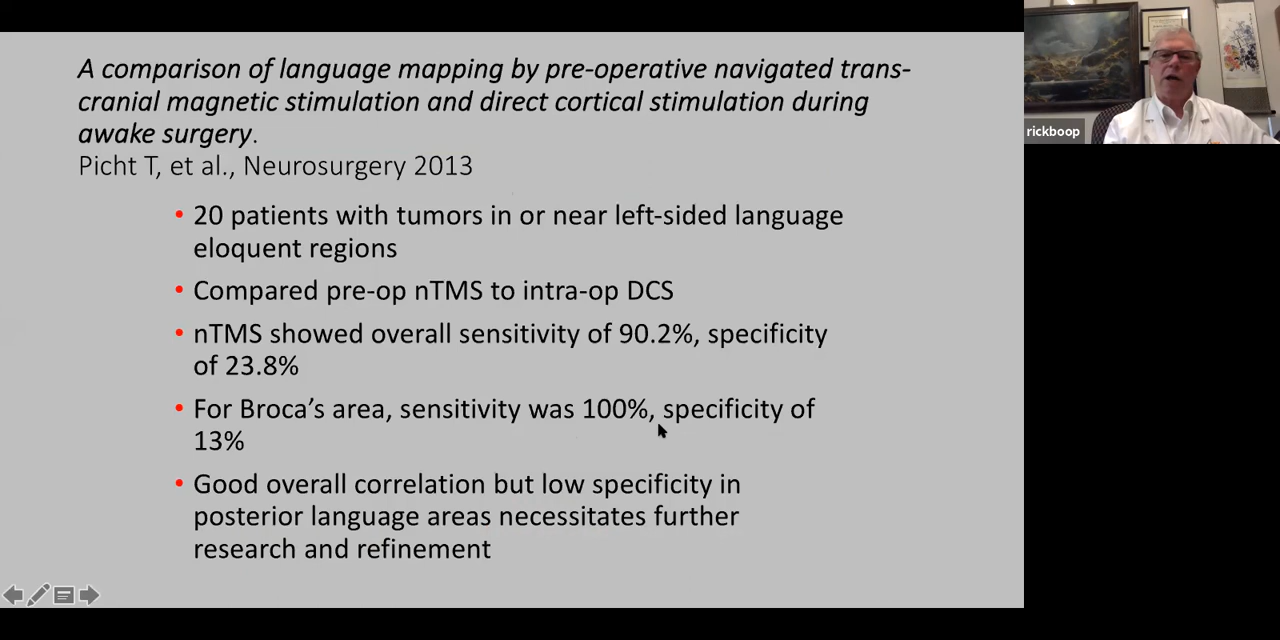 A comparison of language mapping by pre-operative navigated trans-
cranial magnetic stimulation and direct cortical stimulation during
awake surgery.
Picht T, et al., Neurosurgery 2013
• 20 patients with tumors in or near left-sided language
eloquent regions
• Compared pre-op nTMS to intra-op DCS
• nTMS showed overall sensitivity of 90.2%, specificity
of 23.8%
• For Broca’s area, sensitivity was 100%, specificity of
13%
• Good overall correlation but low specificity in
posterior language areas necessitates further
research and refinement
rickboop